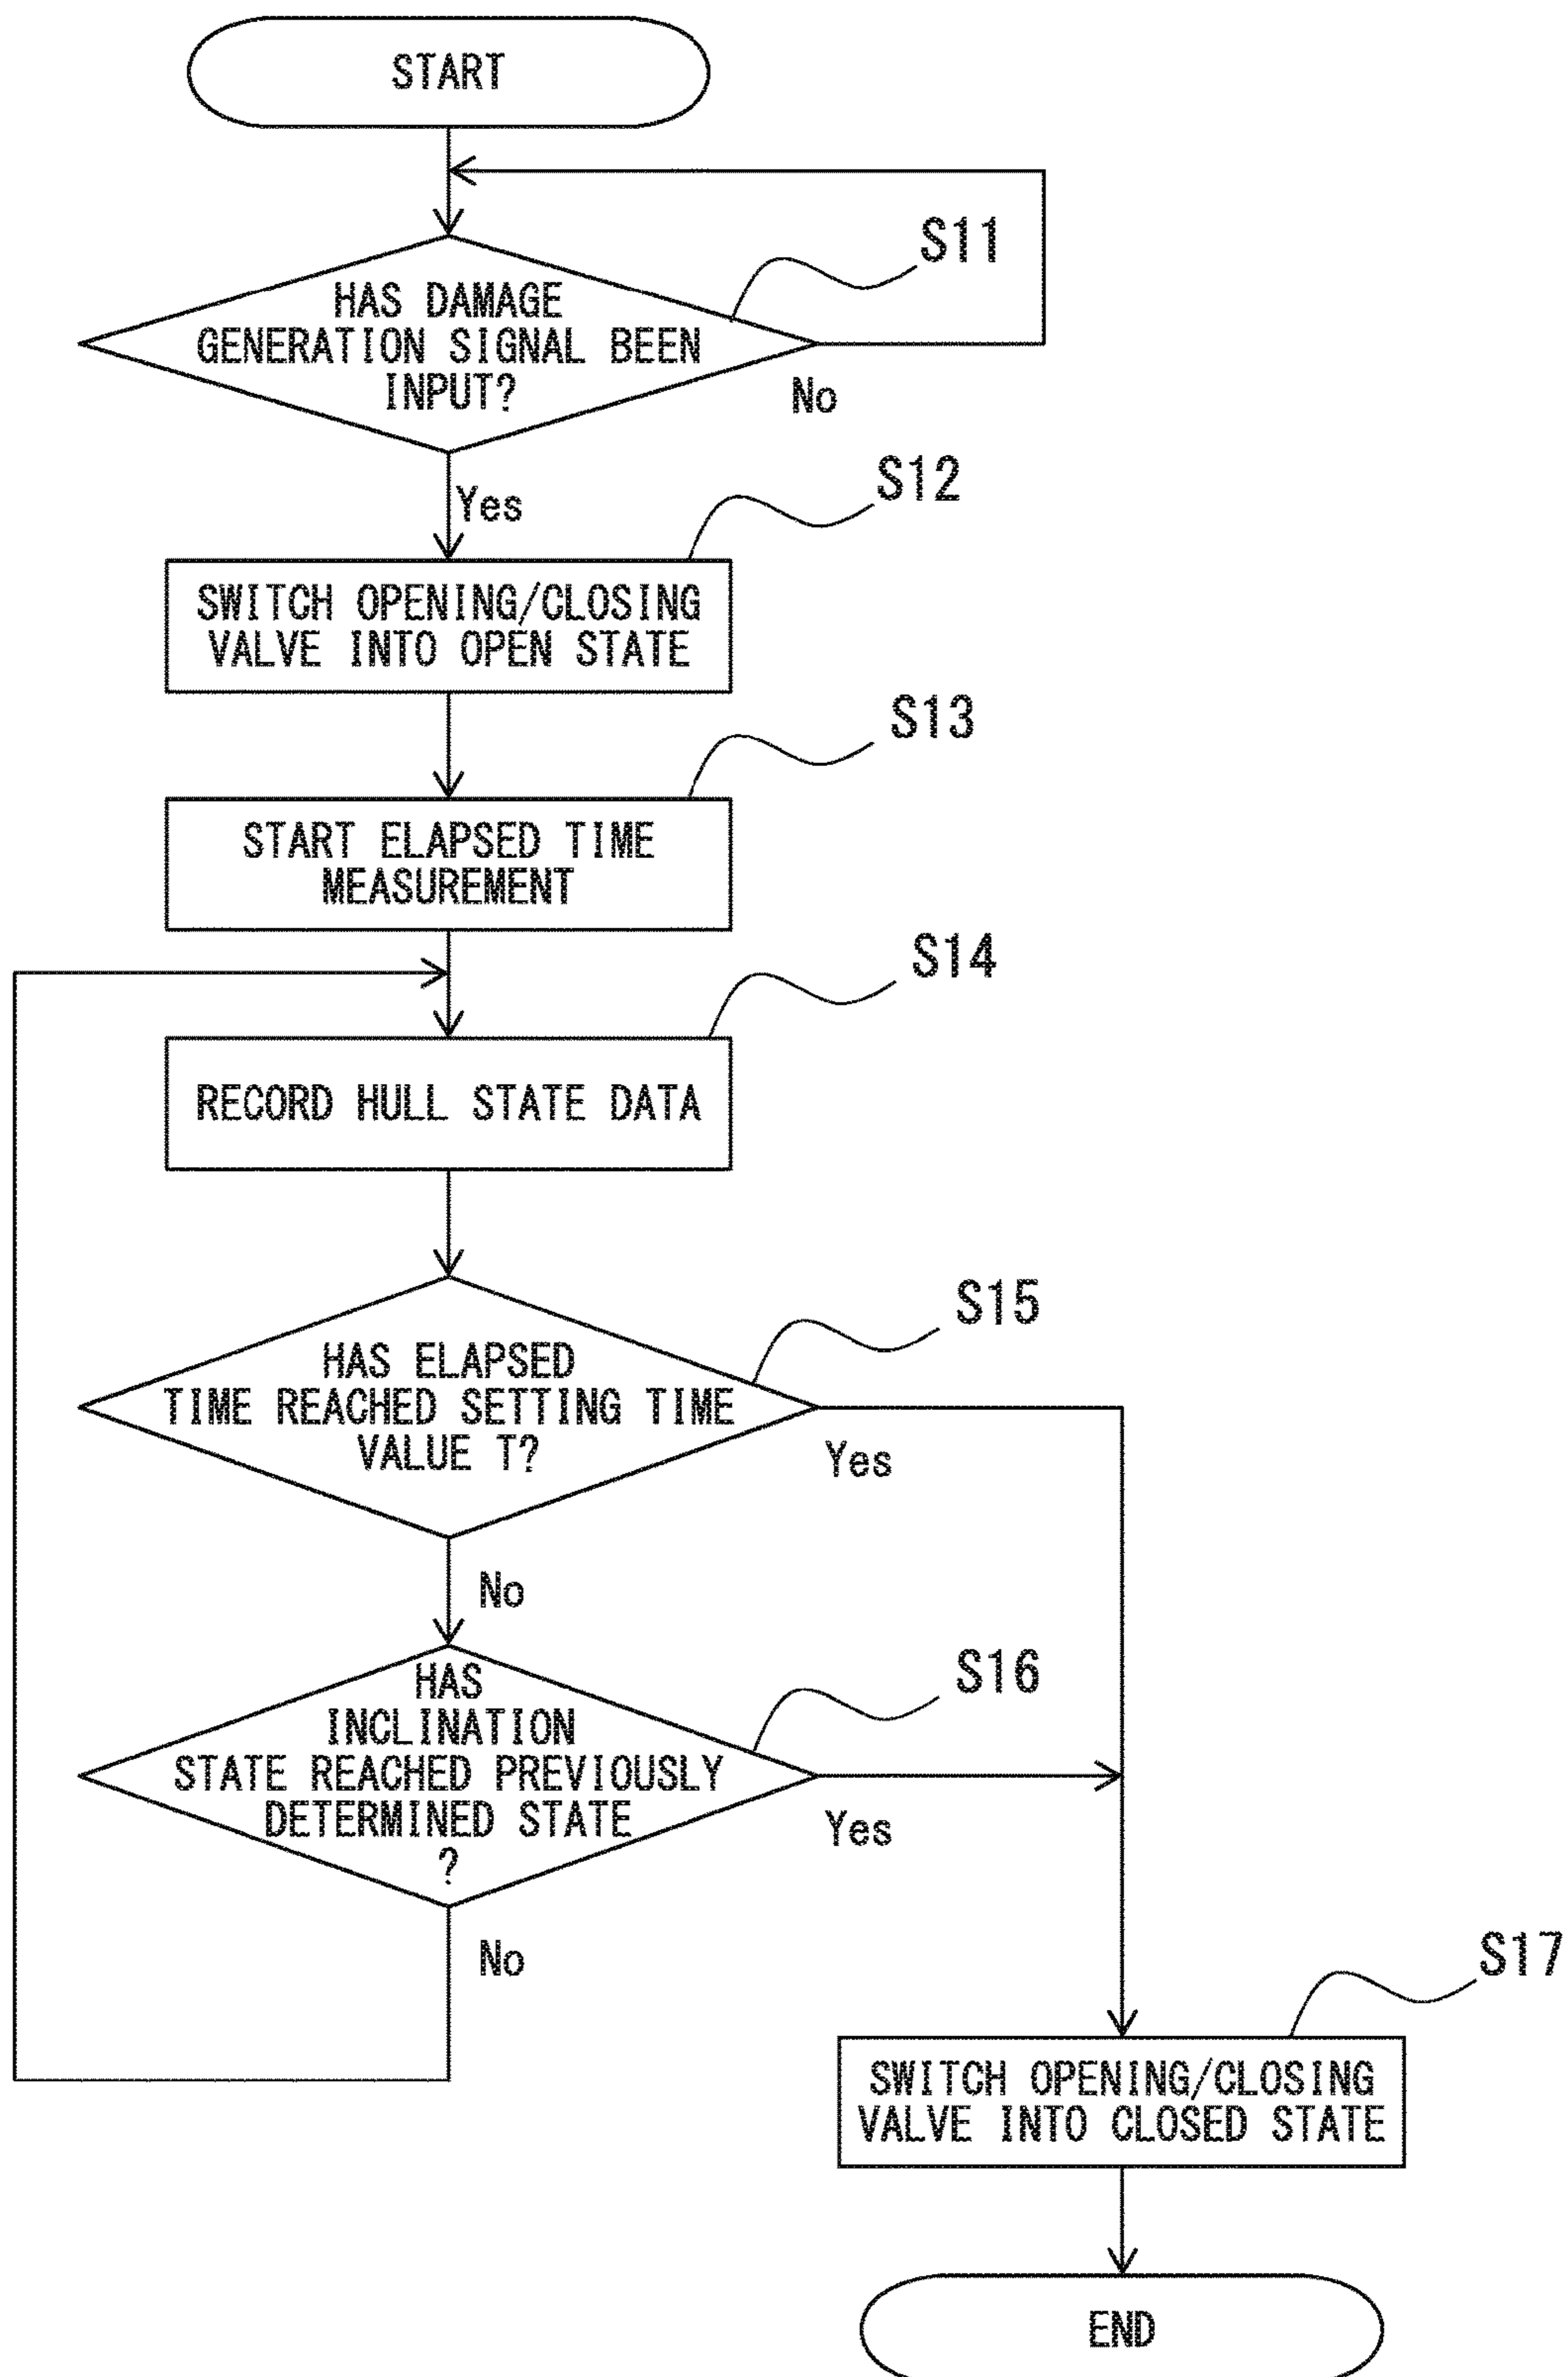 START
S11
HAS DAMAGE
GENERATION SIGNAL BEEN
INPUT?
No
Yes
S12
SWITCH OPENING/CLOSING
VALVE INTO OPEN STATE
S13
START ELAPSED TIME
MEASUREMENT
S14
RECORD HULL STATE DATA
S15
HAS ELAPSED
TIME REACHED SETTING TIME
VALUE T?
Yes
No
S16
HAS
INCLINATION
STATE REACHED PREVIOUSLY
DETERMINED STATE
?
Yes
No
S17
SWITCH OPENING/CLOSING
VALVE INTO CLOSED STATE
END